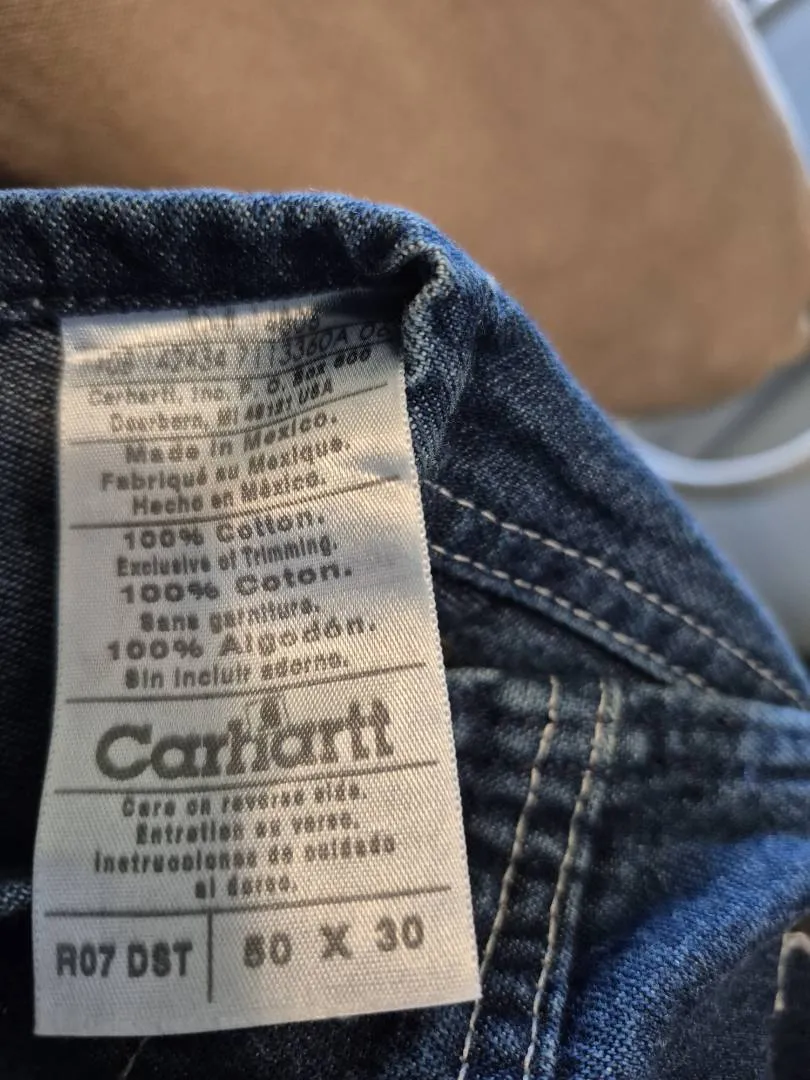 Carhartt, Inc. P. O. Box 600
Dearborn, MI 48121 USA
Made in Mexico.
Fabriqué au Mexique.
Hecho en México.
100% Cotton.
Exclusive of Trimming.
100% Coton.
Sans garniture.
100% Algodón.
Sin incluir adorno.
Carhartt
Care on reverse side.
Entretien au verso.
Instrucciones de cuidado
al dorso.
R07 DST
50 X 30